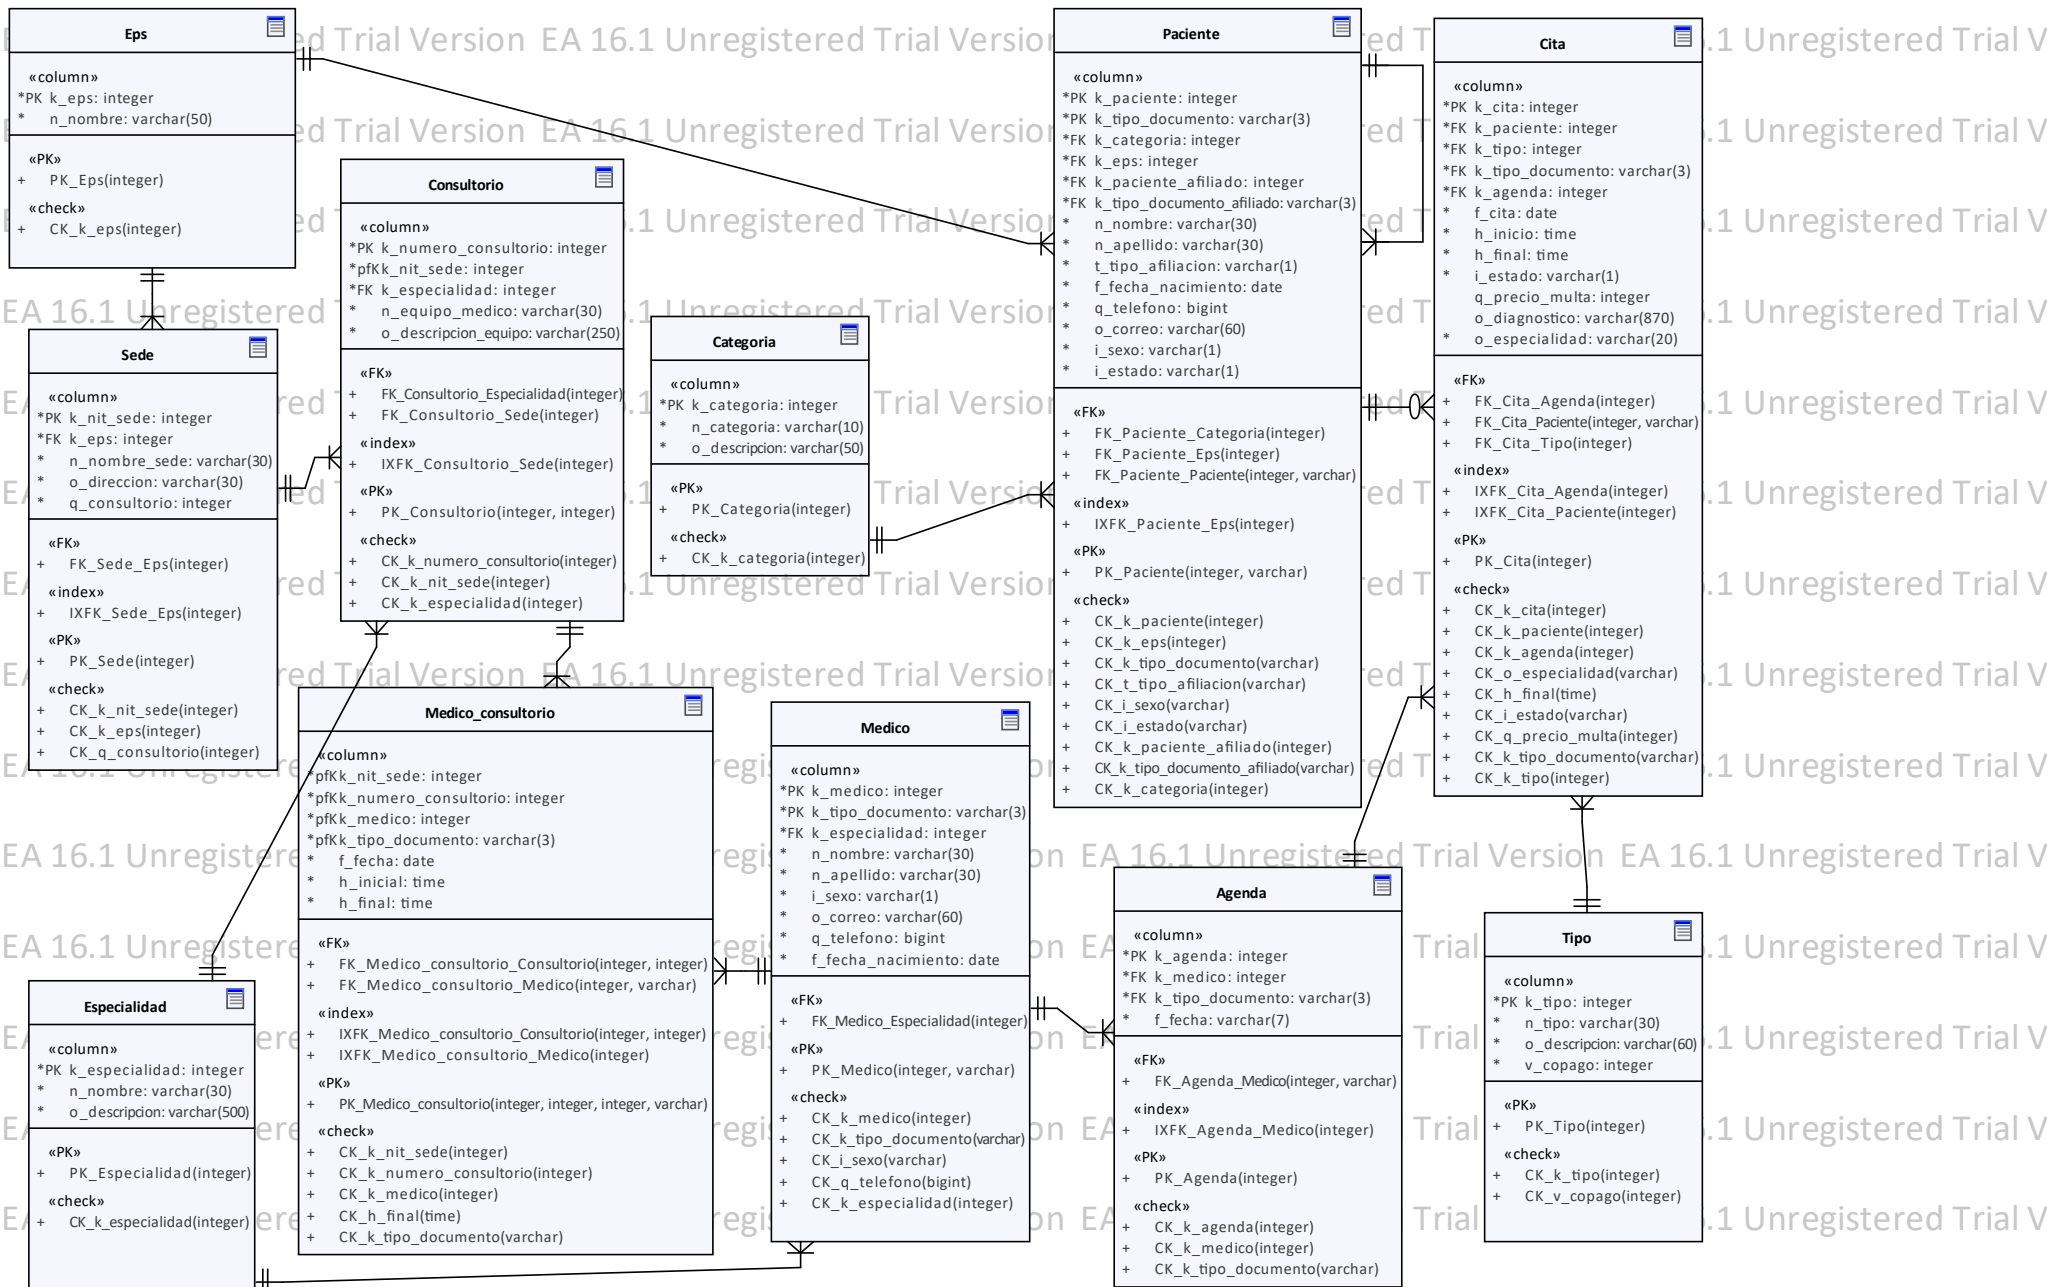 Eps
«column»
*PK k_eps: integer
* n_nombre: varchar(50)
«PK»
+ PK_Eps(integer)
«check»
+ CK_k_eps(integer)
Consultorio
«column»
*PK k_numero_consultorio: integer
*pfKk_nit_sede: integer
*FK k_especialidad: integer
* n_equipo_medico: varchar(30)
* o_descripcion_equipo: varchar(250)
«FK»
+ FK_Consultorio_Especialidad(integer)
+ FK_Consultorio_Sede(integer)
«index»
+ IXFK_Consultorio_Sede(integer)
«PK»
+ PK_Consultorio(integer, integer)
«check»
+ CK_k_numero_consultorio(integer)
+ CK_k_nit_sede(integer)
+ CK_k_especialidad(integer)
Sede
«column»
*PK k_nit_sede: integer
*FK k_eps: integer
* n_nombre_sede: varchar(30)
* o_direccion: varchar(30)
* q_consultorio: integer
«FK»
+ FK_Sede_Eps(integer)
«index»
+ IXFK_Sede_Eps(integer)
«PK»
+ PK_Sede(integer)
«check»
+ CK_k_nit_sede(integer)
+ CK_k_eps(integer)
+ CK_q_consultorio(integer)
Categoria
«column»
*PK k_categoria: integer
* n_categoria: varchar(10)
* o_descripcion: varchar(50)
«PK»
+ PK_Categoria(integer)
«check»
+ CK_k_categoria(integer)
Paciente
«column»
*PK k_paciente: integer
*PK k_tipo_documento: varchar(3)
*FK k_categoria: integer
*FK k_eps: integer
*FK k_paciente_afiliado: integer
*FK k_tipo_documento_afiliado: varchar(3)
* n_nombre: varchar(30)
* n_apellido: varchar(30)
* t_tipo_afiliacion: varchar(1)
* f_fecha_nacimiento: date
* q_telefono: bigint
* o_correo: varchar(60)
* i_sexo: varchar(1)
* i_estado: varchar(1)
«FK»
+ FK_Paciente_Categoria(integer)
+ FK_Paciente_Eps(integer)
+ FK_Paciente_Paciente(integer, varchar)
«index»
+ IXFK_Paciente_Eps(integer)
«PK»
+ PK_Paciente(integer, varchar)
«check»
+ CK_k_paciente(integer)
+ CK_k_eps(integer)
+ CK_k_tipo_documento(varchar)
+ CK_t_tipo_afiliacion(varchar)
+ CK_i_sexo(varchar)
+ CK_i_estado(varchar)
+ CK_k_paciente_afiliado(integer)
+ CK_k_tipo_documento_afiliado(varchar)
+ CK_k_categoria(integer)
Cita
«column»
*PK k_cita: integer
*FK k_paciente: integer
*FK k_tipo: integer
*FK k_tipo_documento: varchar(3)
*FK k_agenda: integer
* f_cita: date
* h_inicio: time
* h_final: time
* i_estado: varchar(1)
q_precio_multa: integer
o_diagnostico: varchar(870)
* o_especialidad: varchar(20)
«FK»
+ FK_Cita_Agenda(integer)
+ FK_Cita_Paciente(integer, varchar)
+ FK_Cita_Tipo(integer)
«index»
+ IXFK_Cita_Agenda(integer)
+ IXFK_Cita_Paciente(integer)
«PK»
+ PK_Cita(integer)
«check»
+ CK_k_cita(integer)
+ CK_k_paciente(integer)
+ CK_k_agenda(integer)
+ CK_o_especialidad(varchar)
+ CK_h_final(time)
+ CK_i_estado(varchar)
+ CK_q_precio_multa(integer)
+ CK_k_tipo_documento(varchar)
+ CK_k_tipo(integer)
Medico_consultorio
«column»
*pfKk_nit_sede: integer
*pfKk_numero_consultorio: integer
*pfKk_medico: integer
*pfKk_tipo_documento: varchar(3)
* f_fecha: date
* h_inicial: time
* h_final: time
«FK»
+ FK_Medico_consultorio_Consultorio(integer, integer)
+ FK_Medico_consultorio_Medico(integer, varchar)
«index»
+ IXFK_Medico_consultorio_Consultorio(integer, integer)
+ IXFK_Medico_consultorio_Medico(integer)
«PK»
+ PK_Medico_consultorio(integer, integer, integer, varchar)
«check»
+ CK_k_nit_sede(integer)
+ CK_k_numero_consultorio(integer)
+ CK_k_medico(integer)
+ CK_h_final(time)
+ CK_k_tipo_documento(varchar)
Medico
«column»
*PK k_medico: integer
*PK k_tipo_documento: varchar(3)
*FK k_especialidad: integer
* n_nombre: varchar(30)
* n_apellido: varchar(30)
* i_sexo: varchar(1)
* o_correo: varchar(60)
* q_telefono: bigint
* f_fecha_nacimiento: date
«FK»
+ FK_Medico_Especialidad(integer)
«PK»
+ PK_Medico(integer, varchar)
«check»
+ CK_k_medico(integer)
+ CK_k_tipo_documento(varchar)
+ CK_i_sexo(varchar)
+ CK_q_telefono(bigint)
+ CK_k_especialidad(integer)
Agenda
«column»
*PK k_agenda: integer
*FK k_medico: integer
*FK k_tipo_documento: varchar(3)
* f_fecha: varchar(7)
«FK»
+ FK_Agenda_Medico(integer, varchar)
«index»
+ IXFK_Agenda_Medico(integer)
«PK»
+ PK_Agenda(integer)
«check»
+ CK_k_agenda(integer)
+ CK_k_medico(integer)
+ CK_k_tipo_documento(varchar)
Tipo
«column»
*PK k_tipo: integer
* n_tipo: varchar(30)
* o_descripcion: varchar(60)
* v_copago: integer
«PK»
+ PK_Tipo(integer)
«check»
+ CK_k_tipo(integer)
+ CK_v_copago(integer)
Especialidad
«column»
*PK k_especialidad: integer
* n_nombre: varchar(30)
* o_descripcion: varchar(500)
«PK»
+ PK_Especialidad(integer)
«check»
+ CK_k_especialidad(integer)